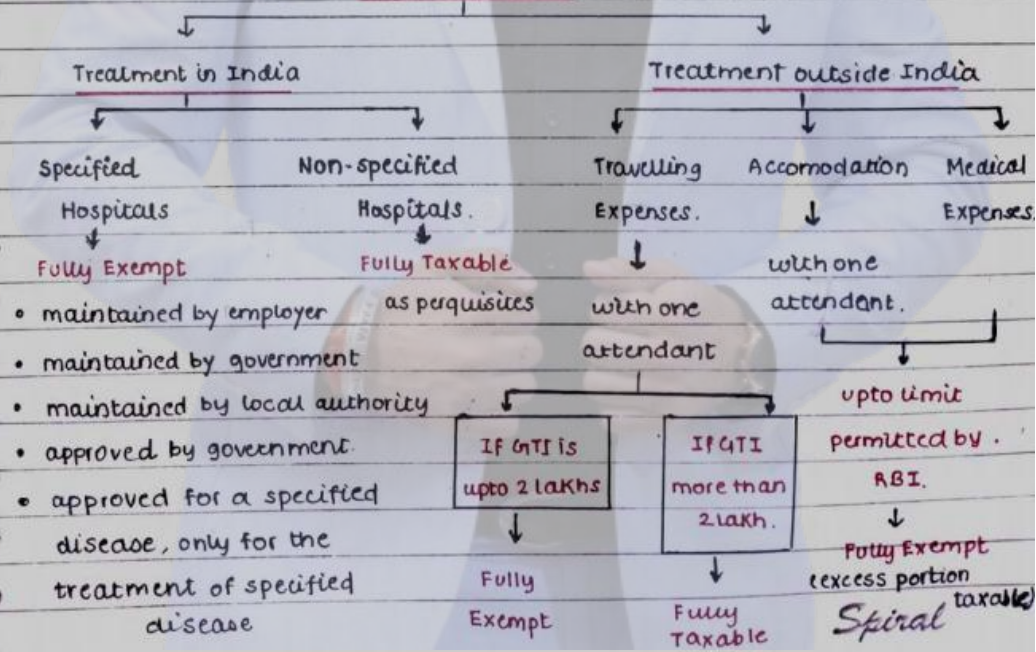 Treatment in India
Treatment outside India
Specified
Hospitals
Fully Exempt
• maintained by employer
• maintained by government
• maintained by local authority
• approved by government.
• approved for a specified
disease, only for the
treatment of specified
disease
Non-specified
Hospitals.
Fully Taxable
as perquisites
Travelling
Expenses.
with one
attendant
If GTI is
upto 2 lakhs
Fully
Exempt
If GTI
more than
2 lakh.
Fully
Taxable
Accomodation
with one
attendant.
Medical
Expenses.
upto limit
permitted by.
RBI.
Fully Exempt
(excess portion
taxable)
Spiral